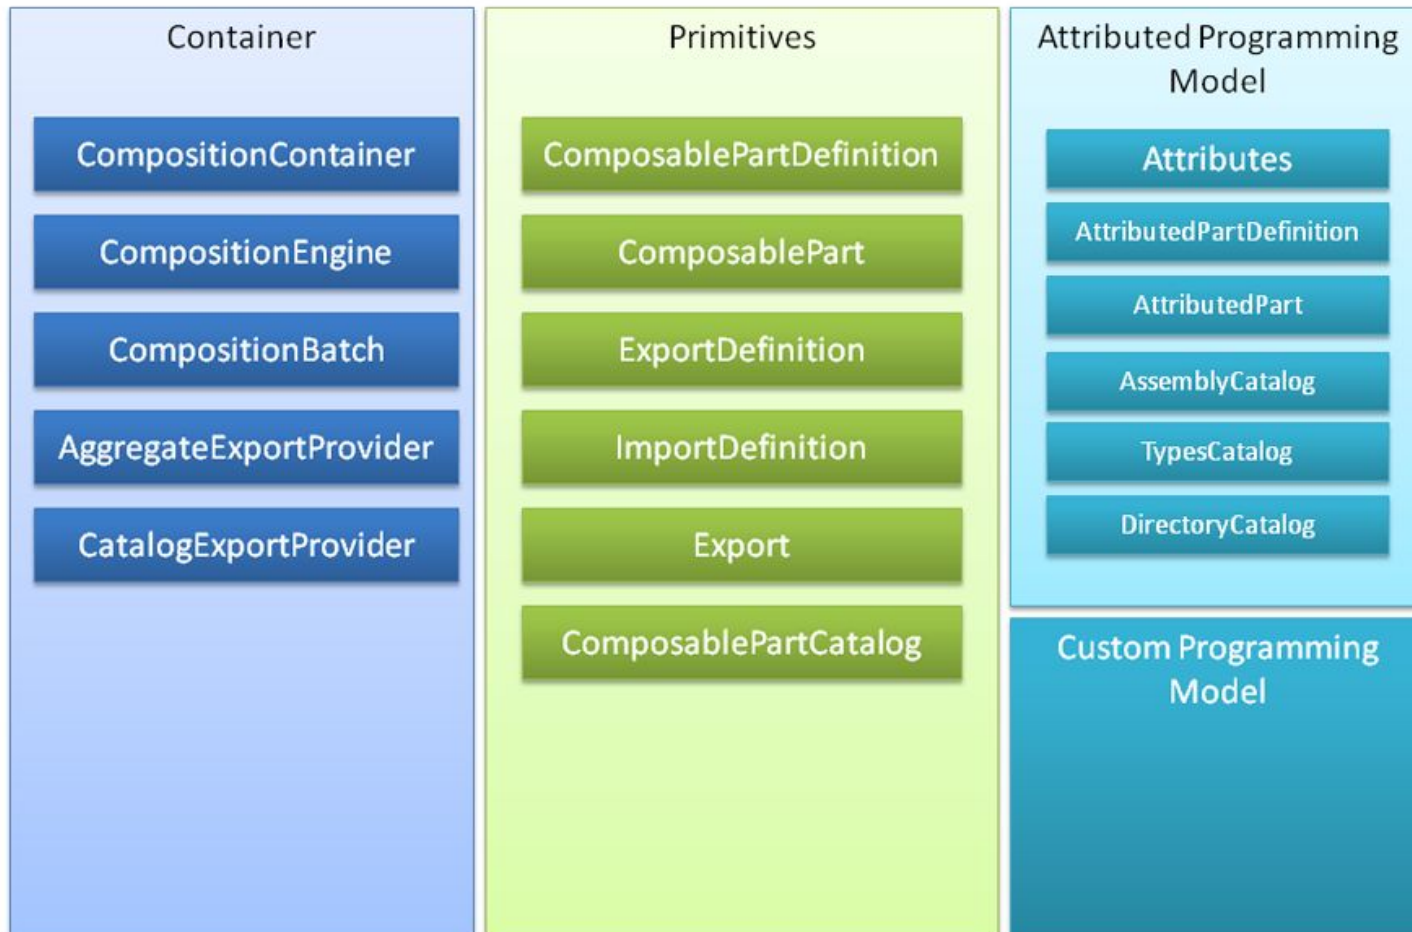 Container
CompositionContainer
CompositionEngine
CompositionBatch
AggregateExportProvider
CatalogExportProvider
Primitives
ComposablePartDefinition
ComposablePart
ExportDefinition
ImportDefinition
Export
ComposablePartCatalog
Attributed Programming
Model
Attributes
AttributedPartDefinition
AttributedPart
AssemblyCatalog
TypesCatalog
DirectoryCatalog
Custom Programming
Model